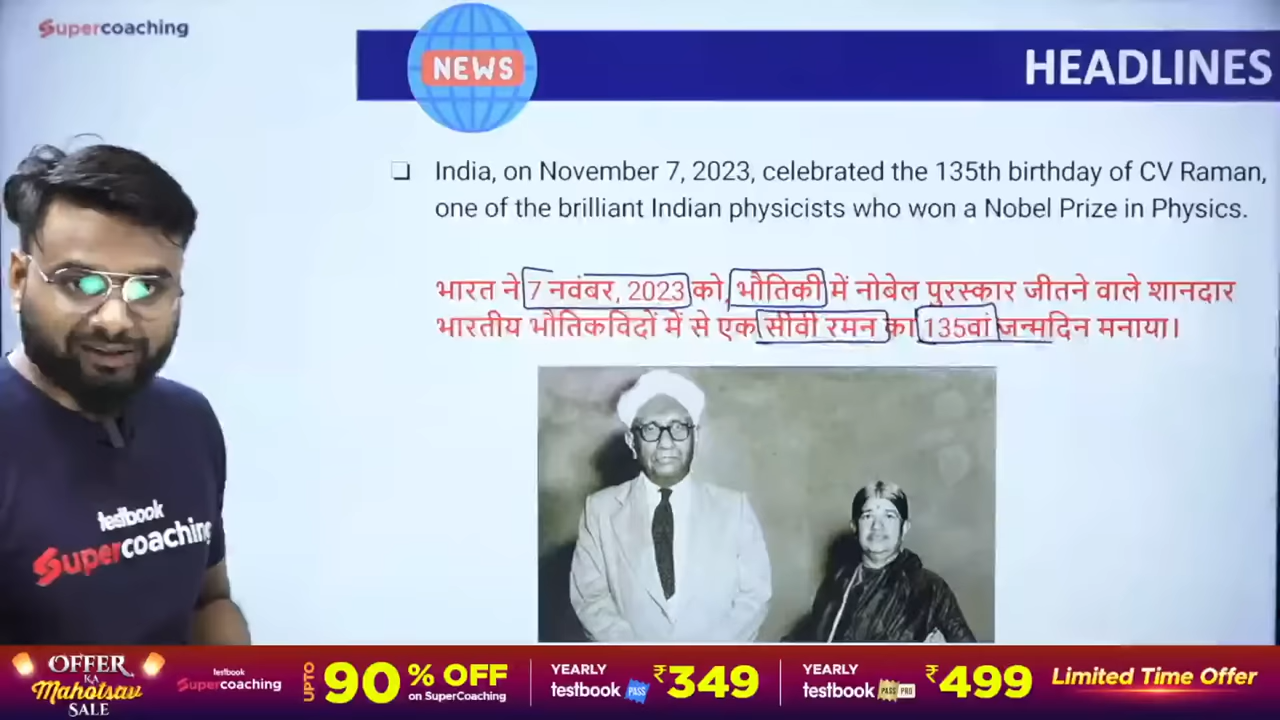 Supercoaching
NEWS
HEADLINES
❑ India, on November 7, 2023, celebrated the 135th birthday of CV Raman,
one of the brilliant Indian physicists who won a Nobel Prize in Physics.
भारत ने 7 नवंबर, 2023 को, भौतिकी में नोबेल पुरस्कार जीतने वाले शानदार
भारतीय भौतिकविदों में से एक सीवी रमन का 135वां जन्मदिन मनाया।
testbook
Supercoaching
OFFER
KA
Mahotsav
SALE
testbook
Supercoaching
UPTO 90 % OFF
on SuperCoaching
YEARLY
testbook PASS ₹349
YEARLY
testbook PASS PRO ₹499
Limited Time Offer